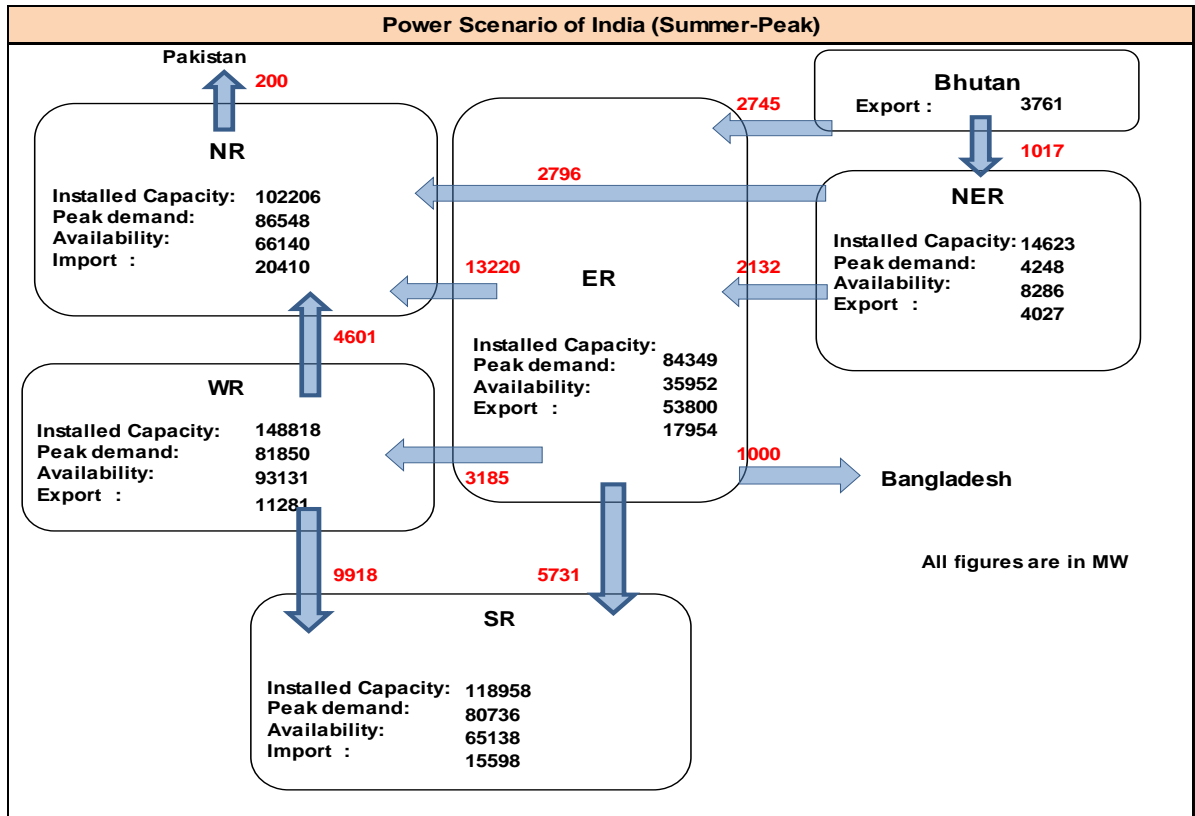 Power Scenario of India (Summer-Peak)
Pakistan
200
NR
Installed Capacity: 102206
Peak demand: 86548
Availability: 66140
Import : 20410
2745
Bhutan
Export : 3761
1017
2796
NER
Installed Capacity: 14623
Peak demand: 4248
Availability: 8286
Export : 4027
13220
ER
2132
Installed Capacity: 84349
Peak demand: 35952
Availability: 53800
Export : 17954
4601
WR
Installed Capacity: 148818
Peak demand: 81850
Availability: 93131
Export : 11281
3185
1000
Bangladesh
All figures are in MW
9918
5731
SR
Installed Capacity: 118958
Peak demand: 80736
Availability: 65138
Import : 15598